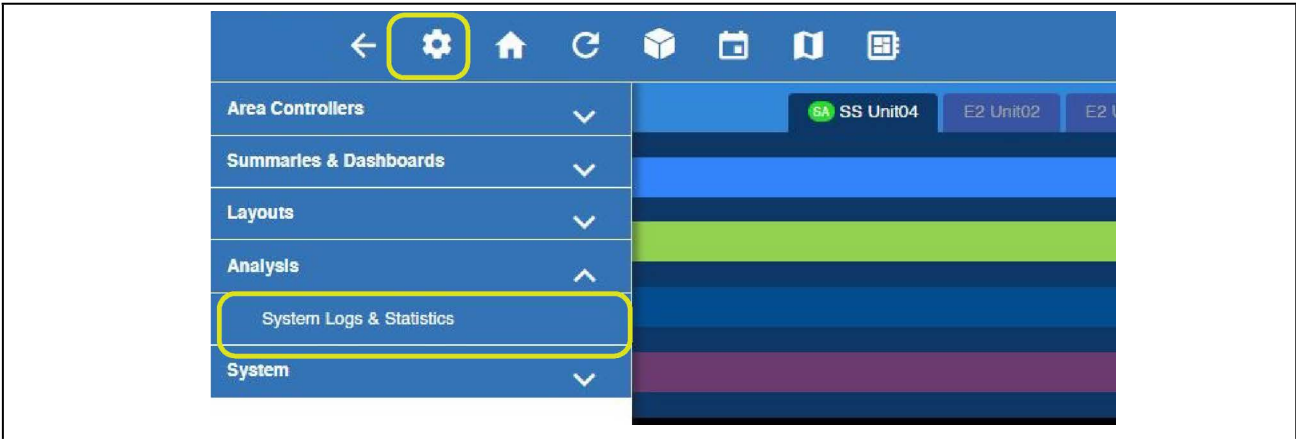 Area Controllers
SA SS Unit04 E2 Unit02 E2
Summaries & Dashboards
Layouts
Analysis
System Logs & Statistics
System